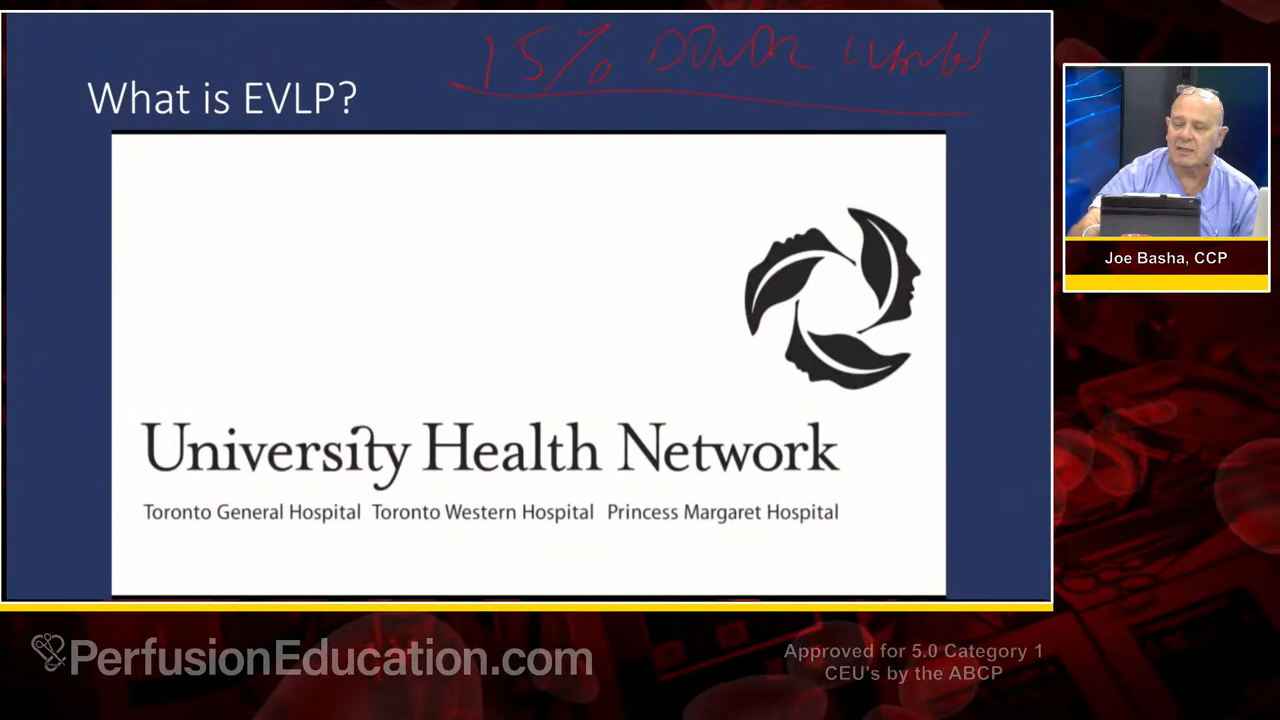 15% DONOR LUNGS
What is EVLP?
University Health Network
Toronto General Hospital Toronto Western Hospital Princess Margaret Hospital
Joe Basha, CCP
PerfusionEducation.com
Approved for 5.0 Category 1
CEU's by the ABCP